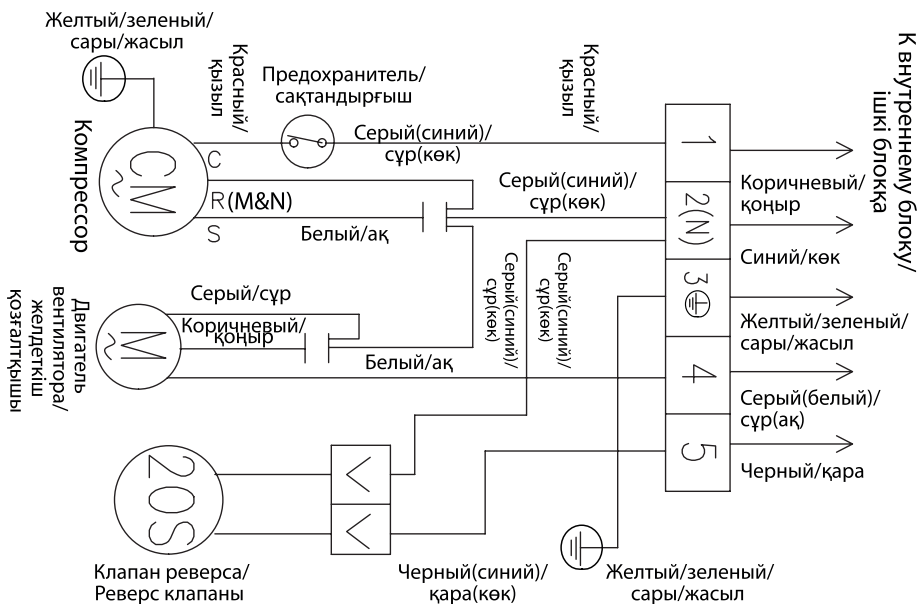 Желтый/зеленый/
сары/жасыл
Красный/
қызыл
Предохранитель/
сақтандырғыш
Красный/
қызыл
К внутреннему блоку/
ішкі блоққа
Компрессор
CM
~
C
R(M&N)
S
Серый(синий)/
сұр(көк)
Серый(синий)/
сұр(көк)
Белый/ақ
1
2(N)
3
4
5
Коричневый/
қоңыр
Синий/көк
Желтый/зеленый/
сары/жасыл
Серый(белый)/
сұр(ақ)
Черный/қара
Двигатель
вентилятора/
желдеткіш
қозғалтқышы
M
~
Серый/сұр
Коричневый/
қоңыр
Белый/ақ
Серый(синий)/
сұр(көк)
Серый(синий)/
сұр(көк)
20S
Клапан реверса/
Реверс клапаны
Черный(синий)/
қара(көк)
Желтый/зеленый/
сары/жасыл